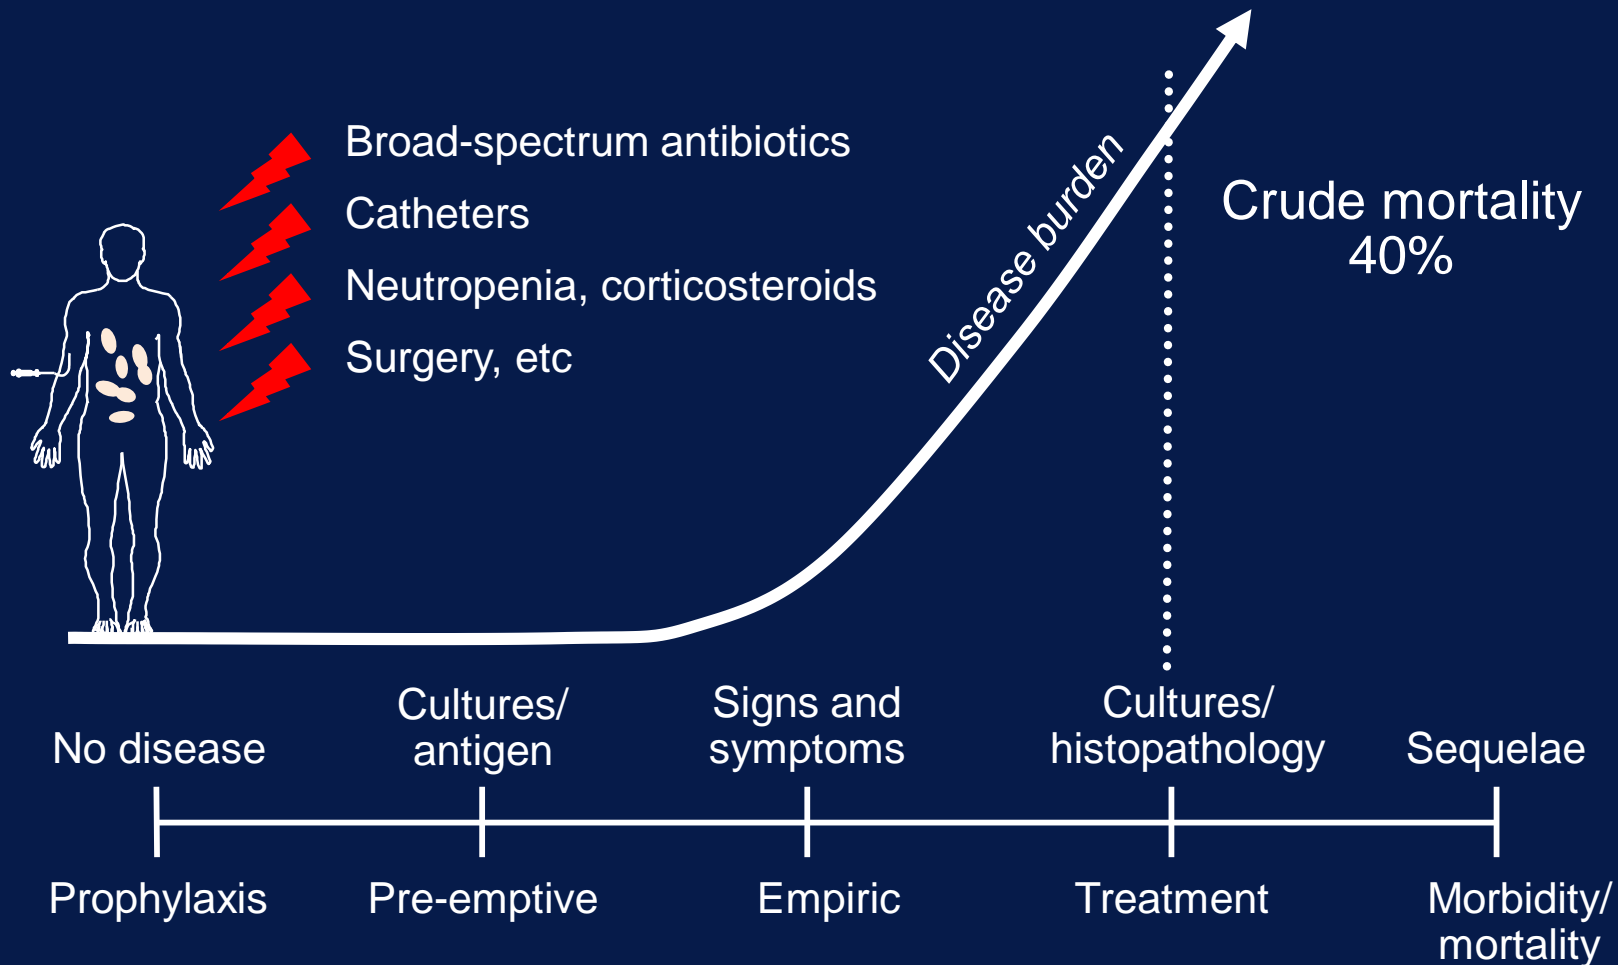 Broad-spectrum antibiotics
Catheters
Neutropenia, corticosteroids
Surgery, etc
Disease burden
Crude mortality
40%
No disease
Cultures/
antigen
Signs and
symptoms
Cultures/
histopathology
Sequelae
Prophylaxis
Pre-emptive
Empiric
Treatment
Morbidity/
mortality